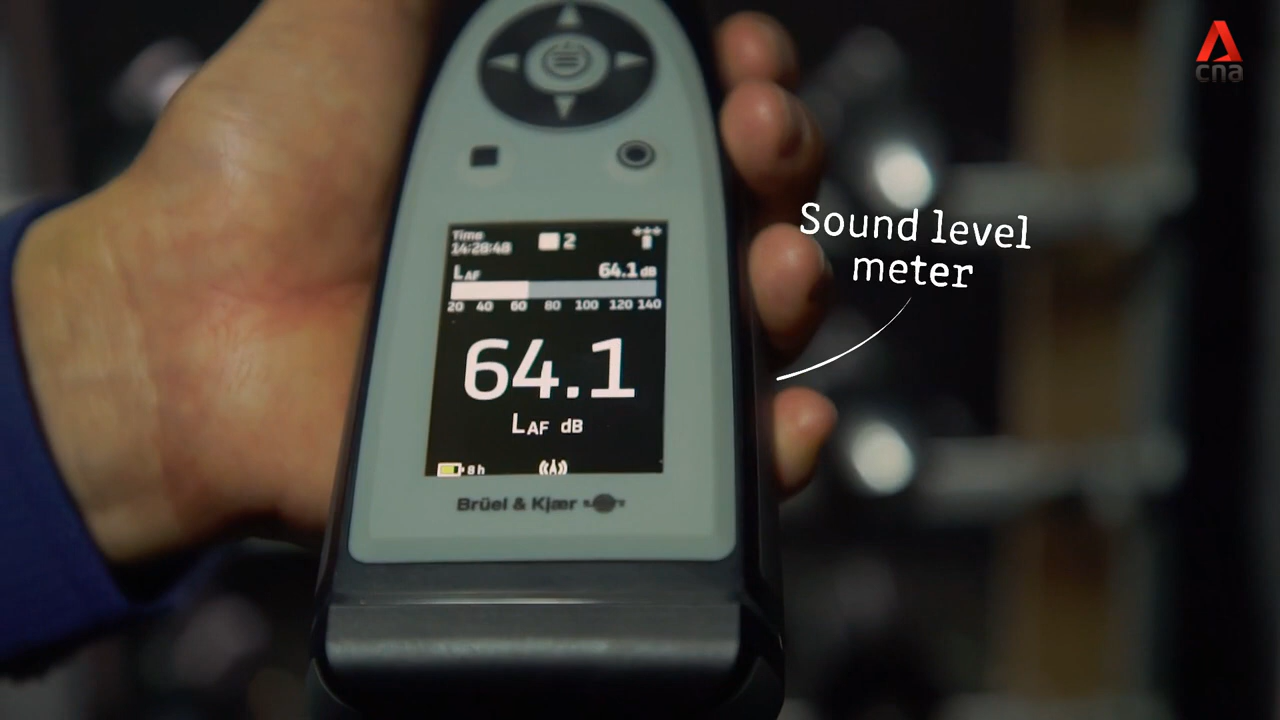 cna
Time
14:28:48
2
LAF 64.1 dB
20 40 60 80 100 120 140
64.1
LAF dB
8h
Brüel & Kjær
Sound level
meter